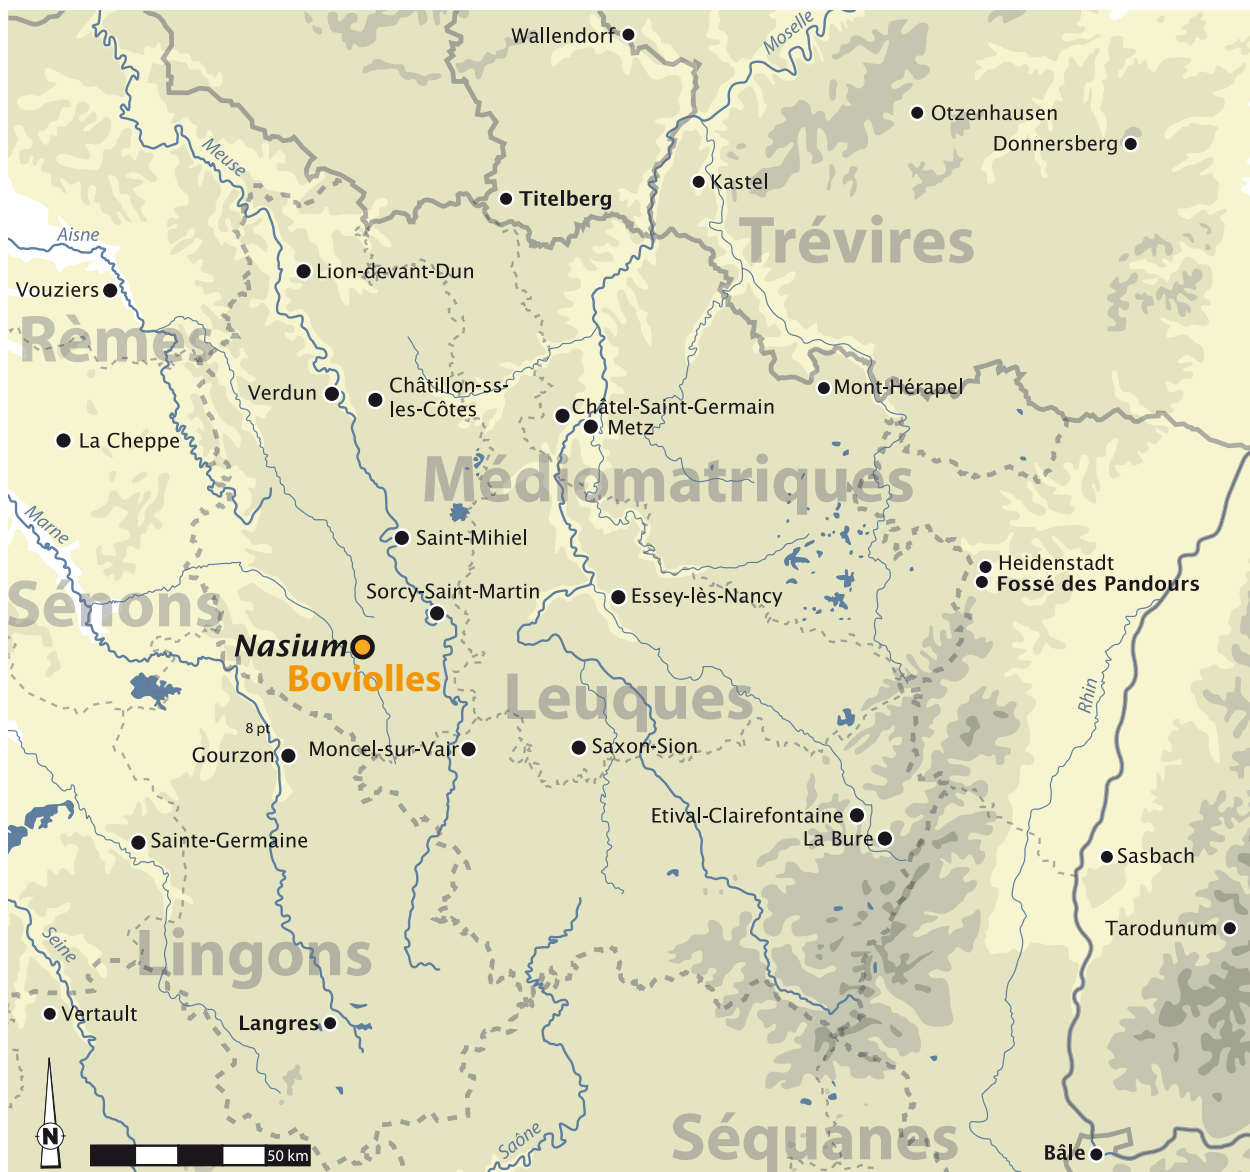 Wallendorf
Moselle
Otzenhausen
Donnersberg
Meuse
Kastel
Titelberg
Trévires
Aisne
Lion-devant-Dun
Vouziers
Rèmes
Verdun
Châtillon-ss-
les-Côtes
Mont-Hérapel
Châtel-Saint-Germain
Metz
La Cheppe
Médiomatriques
Marne
Saint-Mihiel
Heidenstadt
Fossé des Pandours
Sénons
Sorcy-Saint-Martin
Essey-lès-Nancy
Nasium
Boviolles
Leuques
Rhin
8 pt
Gourzon
Moncel-sur-Vair
Saxon-Sion
Etival-Clairefontaine
La Bure
Sainte-Germaine
Sasbach
Tarodunum
Seine
Lingons
Vertault
Langres
Saône
Séquanes
Bâle
N
50 km